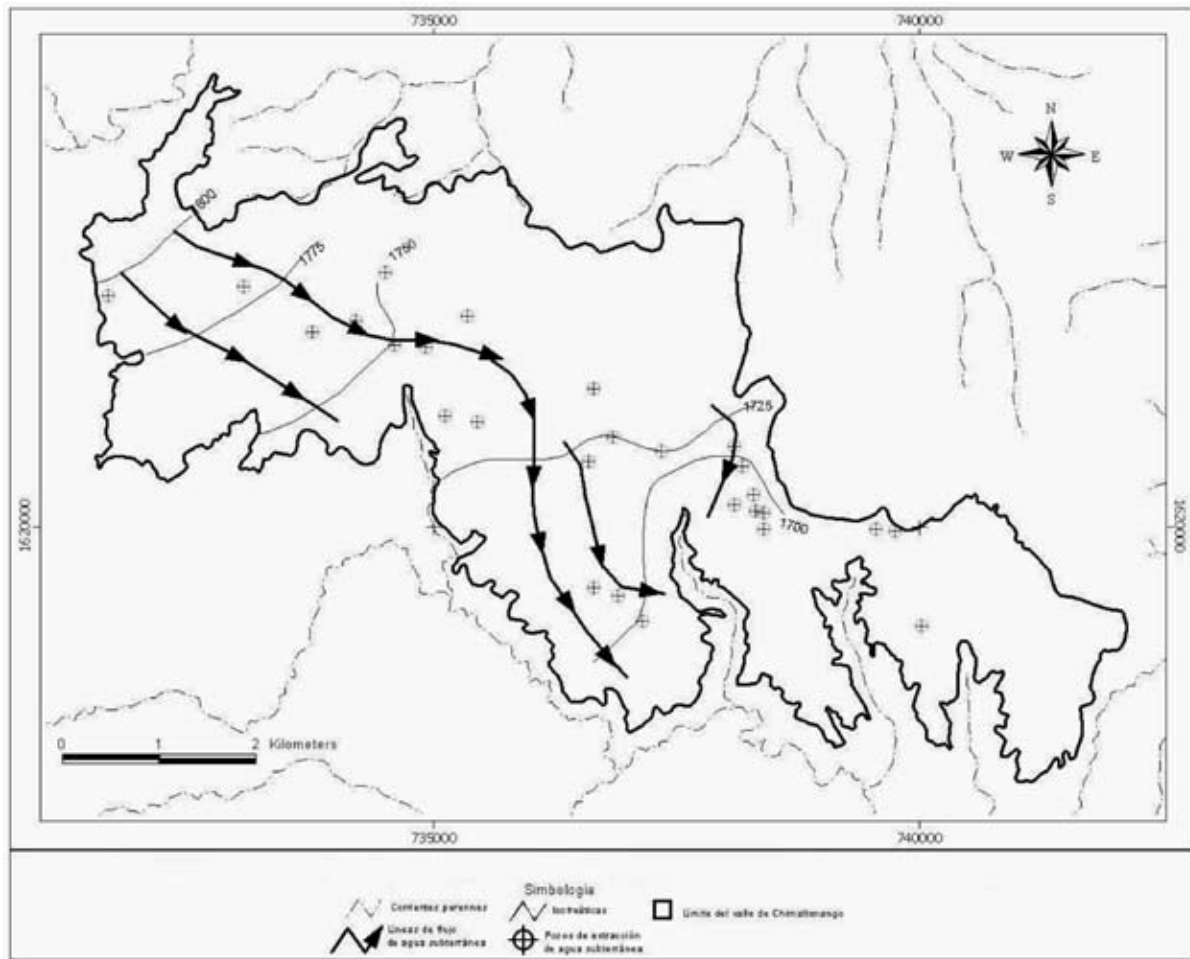 735000 740000
N
W E
S
1800
1775
1750
1725
1620000 1620000
1700
0 1 2 Kilometers
735000 740000
Simbología
Corrientes perennes
Isofreáticas
Límite del valle de Chimaltenango
Líneas de flujo
de agua subterránea
Pozos de extracción
de agua subterránea